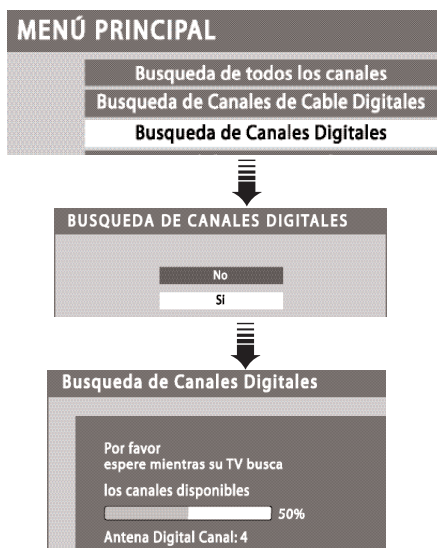 MENÚ PRINCIPAL
Busqueda de todos los canales
Busqueda de Canales de Cable Digitales
Busqueda de Canales Digitales
BUSQUEDA DE CANALES DIGITALES
No
Si
Busqueda de Canales Digitales
Por favor
espere mientras su TV busca
los canales disponibles
50%
Antena Digital Canal: 4